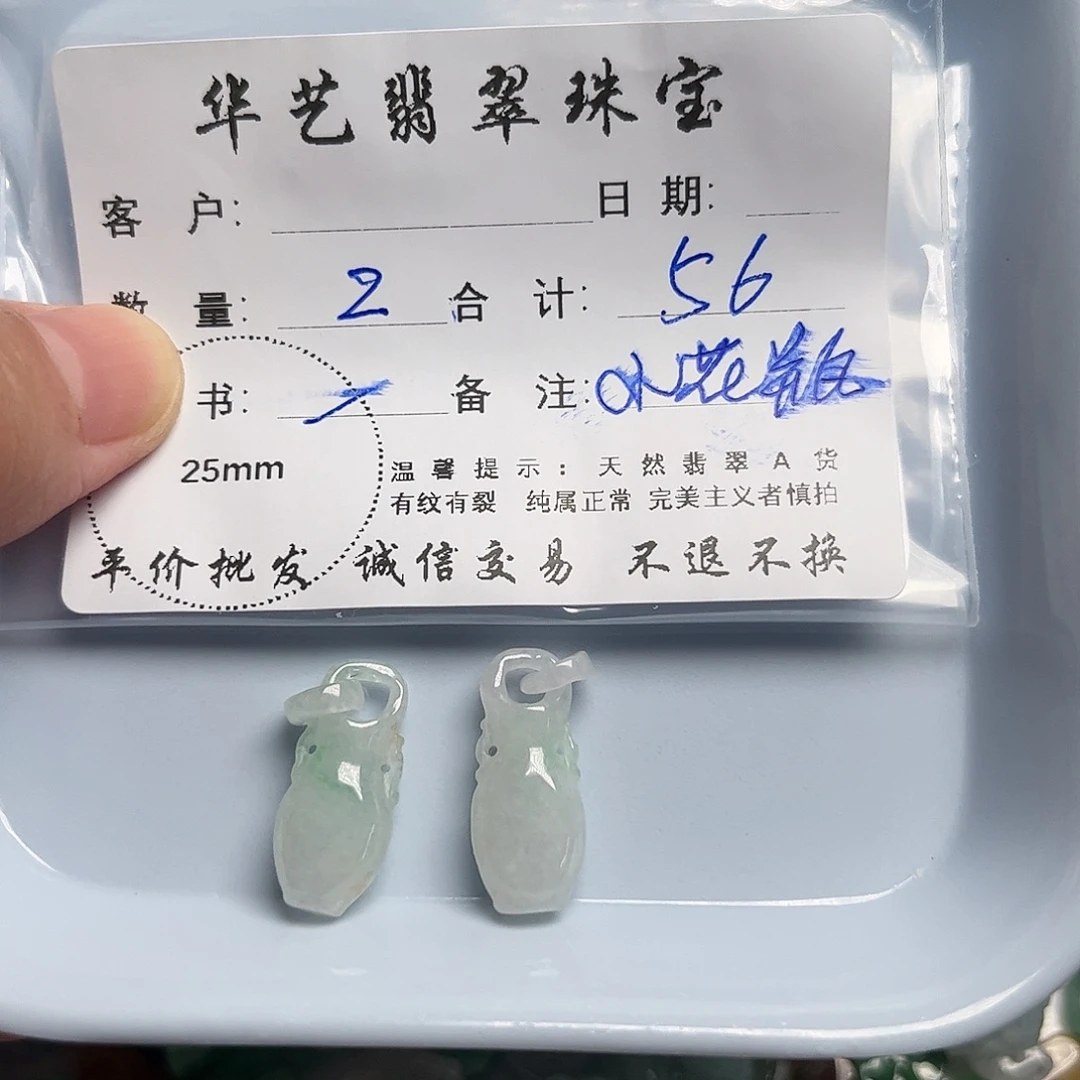 华艺翡翠珠宝
客 户: 日 期:
数 量: 2 合 计: 56
书: 备 注: 小花瓶
25mm
温馨提示: 天然翡翠A货
有纹有裂 纯属正常 完美主义者慎拍
平价批发 诚信交易 不退不换